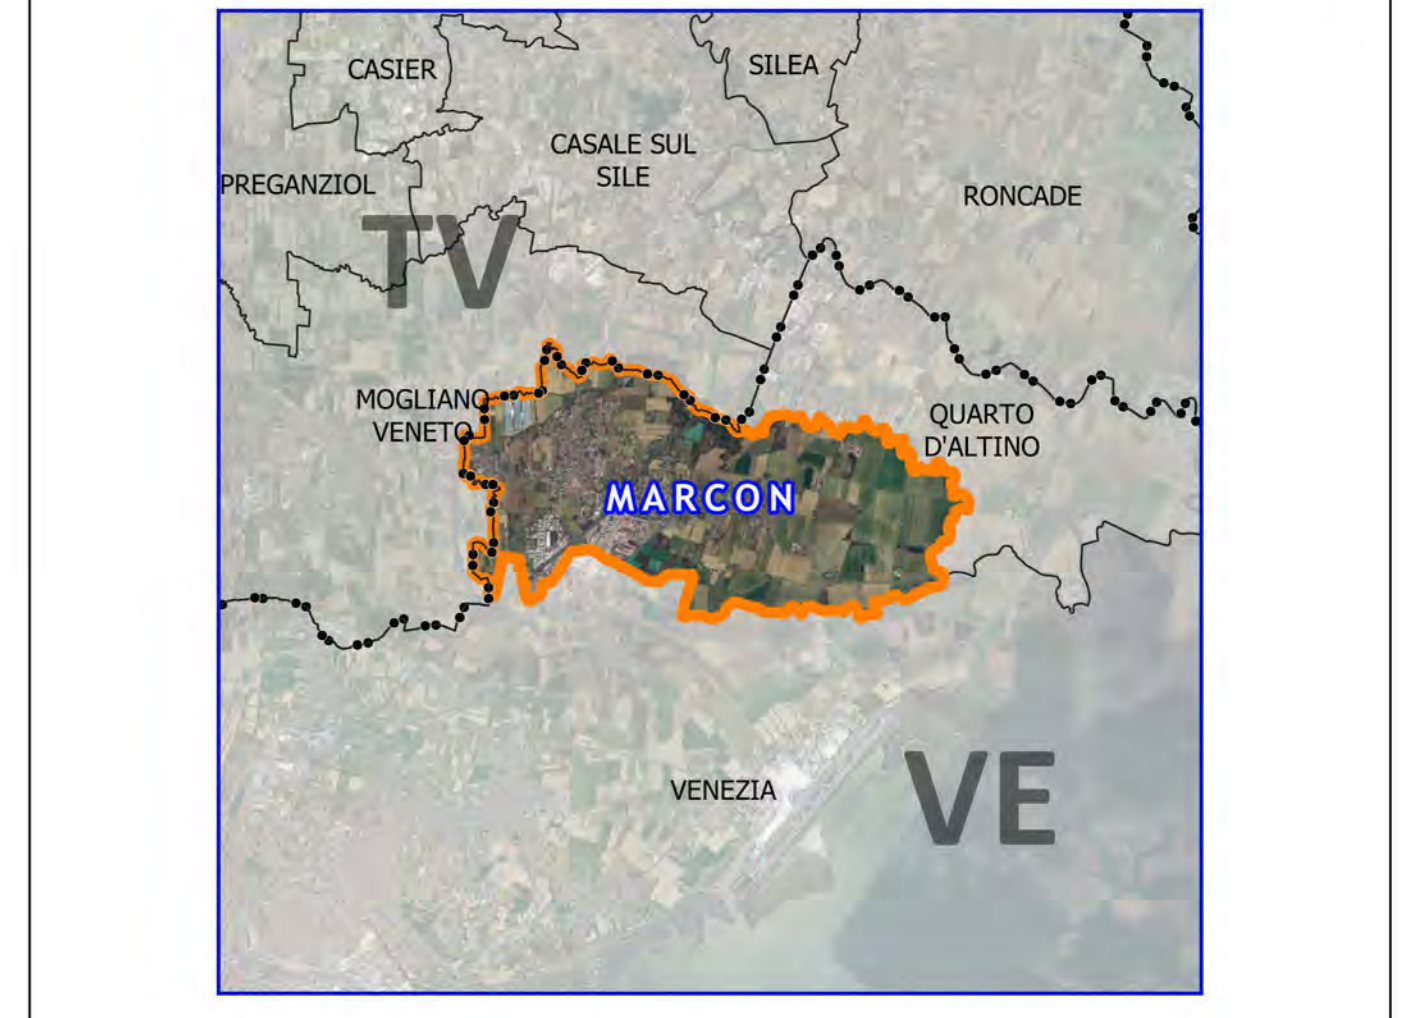 CASIER
SILEA
CASALE SUL
SILE
PREGANZIOL
RONCADE
TV
MOGLIANO
VENETO
QUARTO
D'ALTINO
MARCON
VENEZIA
VE